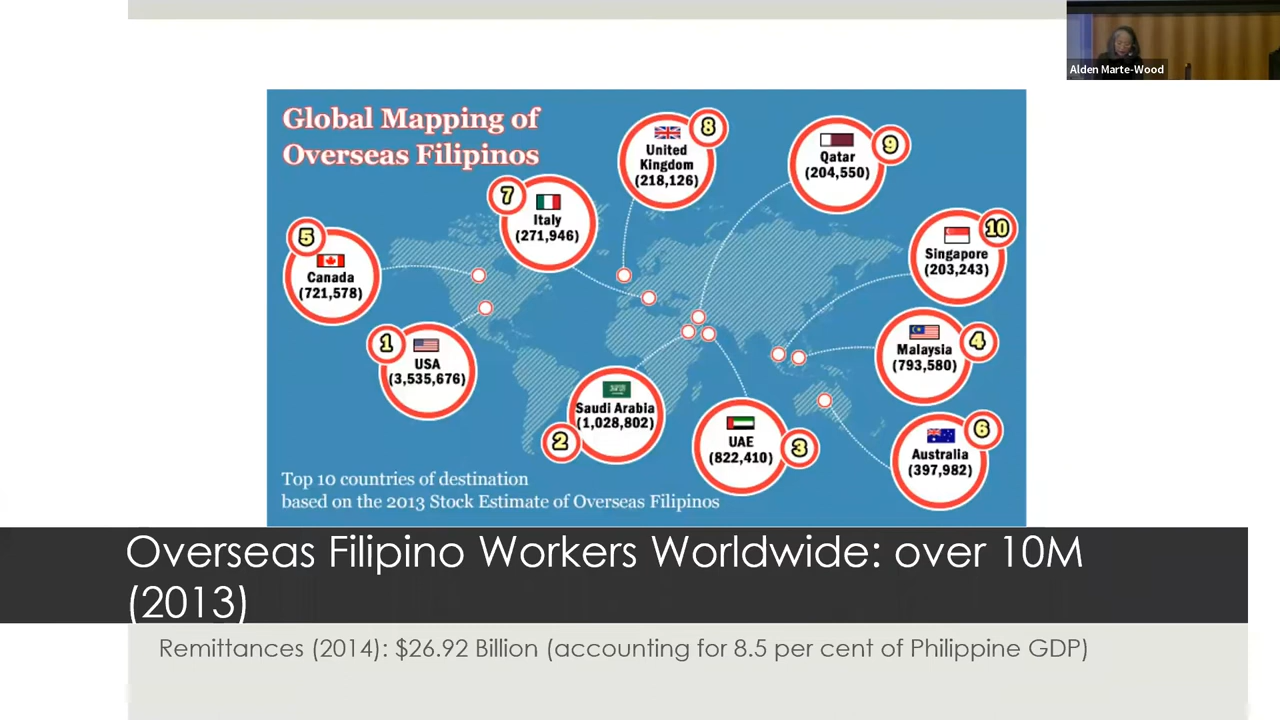 Alden Marte-Wood
Global Mapping of
Overseas Filipinos
8
United
Kingdom
(218,126)
9
Qatar
(204,550)
7
Italy
(271,946)
10
Singapore
(203,243)
5
Canada
(721,578)
1
USA
(3,535,676)
4
Malaysia
(793,580)
2
Saudi Arabia
(1,028,802)
3
UAE
(822,410)
6
Australia
(397,982)
Top 10 countries of destination
based on the 2013 Stock Estimate of Overseas Filipinos
Overseas Filipino Workers Worldwide: over 10M
(2013)
Remittances (2014): $26.92 Billion (accounting for 8.5 per cent of Philippine GDP)